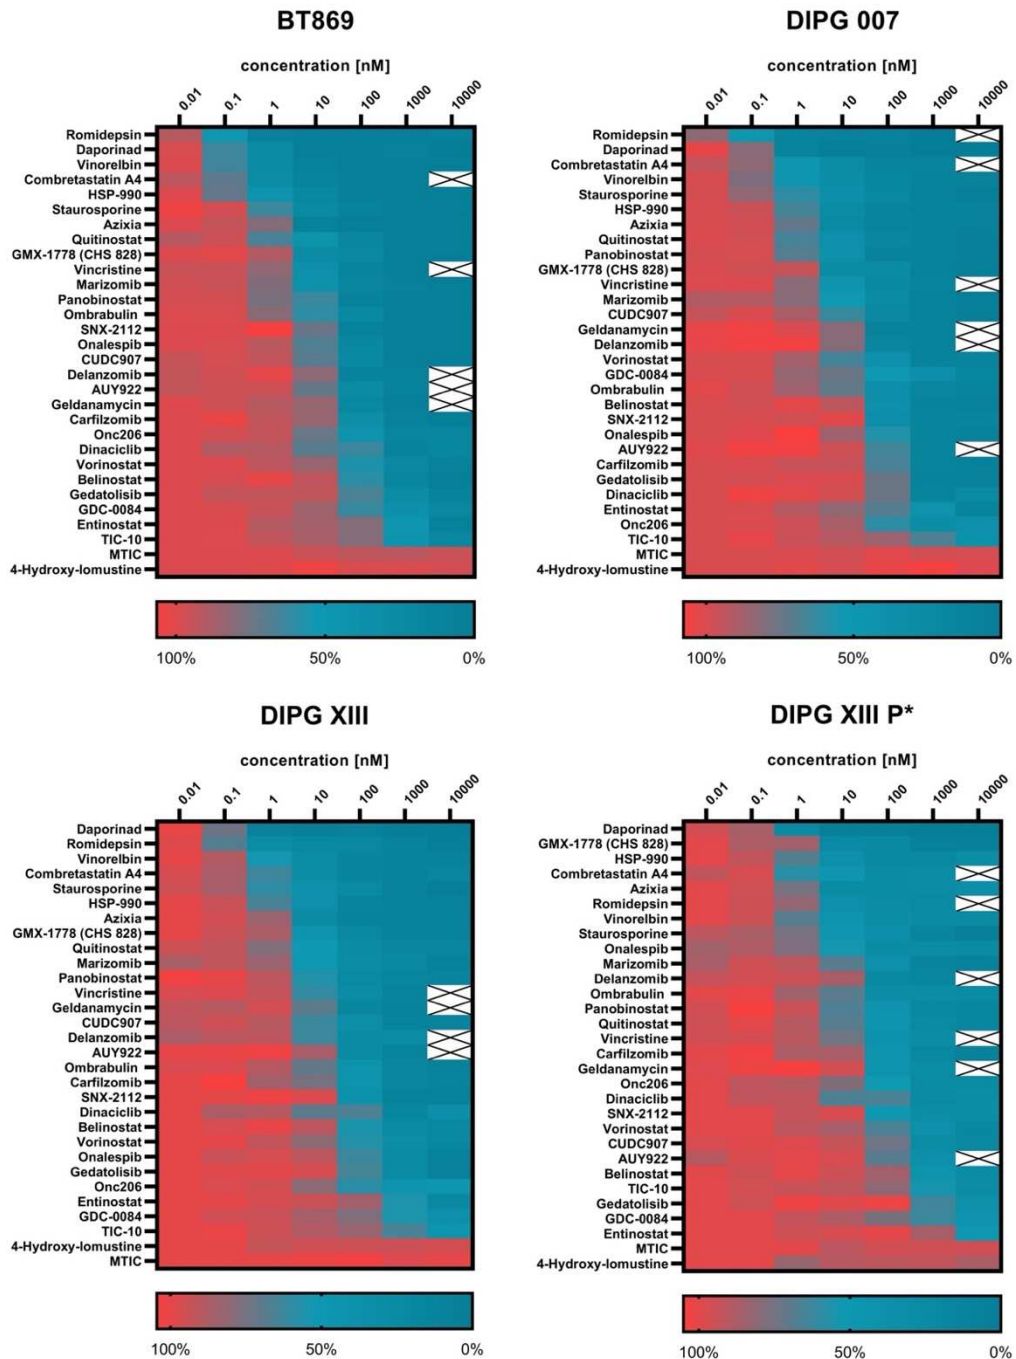 BT869
concentration [nM]
0.01 0.1 1 10 100 1000 10000
Romidepsin
Daporinad
Vinorelbin
Combretastatin A4
HSP-990
Staurosporine
Azixia
Quitinostat
GMX-1778 (CHS 828)
Vincristine
Marizomib
Panobinostat
Ombrabulin
SNX-2112
Onalespib
CUDC907
Delanzomib
AUY922
Geldanamycin
Carfilzomib
Onc206
Dinaciclib
Vorinostat
Belinostat
Gedatolisib
GDC-0084
Entinostat
TIC-10
MTIC
4-Hydroxy-lomustine
100% 50% 0%
DIPG 007
concentration [nM]
0.01 0.1 1 10 100 1000 10000
Romidepsin
Daporinad
Combretastatin A4
Vinorelbin
Staurosporine
HSP-990
Azixia
Quitinostat
Panobinostat
GMX-1778 (CHS 828)
Vincristine
Marizomib
CUDC907
Geldanamycin
Delanzomib
Vorinostat
GDC-0084
Ombrabulin
Belinostat
SNX-2112
Onalespib
AUY922
Carfilzomib
Gedatolisib
Dinaciclib
Entinostat
Onc206
TIC-10
MTIC
4-Hydroxy-lomustine
100% 50% 0%
DIPG XIII
concentration [nM]
0.01 0.1 1 10 100 1000 10000
Daporinad
Romidepsin
Vinorelbin
Combretastatin A4
Staurosporine
HSP-990
Azixia
GMX-1778 (CHS 828)
Quitinostat
Marizomib
Panobinostat
Vincristine
Geldanamycin
CUDC907
Delanzomib
AUY922
Ombrabulin
Carfilzomib
SNX-2112
Dinaciclib
Belinostat
Vorinostat
Onalespib
Gedatolisib
Onc206
Entinostat
GDC-0084
TIC-10
4-Hydroxy-lomustine
MTIC
100% 50% 0%
DIPG XIII P*
concentration [nM]
0.01 0.1 1 10 100 1000 10000
Daporinad
GMX-1778 (CHS 828)
HSP-990
Combretastatin A4
Azixia
Romidepsin
Vinorelbin
Staurosporine
Onalespib
Marizomib
Delanzomib
Ombrabulin
Panobinostat
Quitinostat
Vincristine
Carfilzomib
Geldanamycin
Onc206
Dinaciclib
SNX-2112
Vorinostat
CUDC907
AUY922
Belinostat
TIC-10
Gedatolisib
GDC-0084
Entinostat
MTIC
4-Hydroxy-lomustine
100% 50% 0%